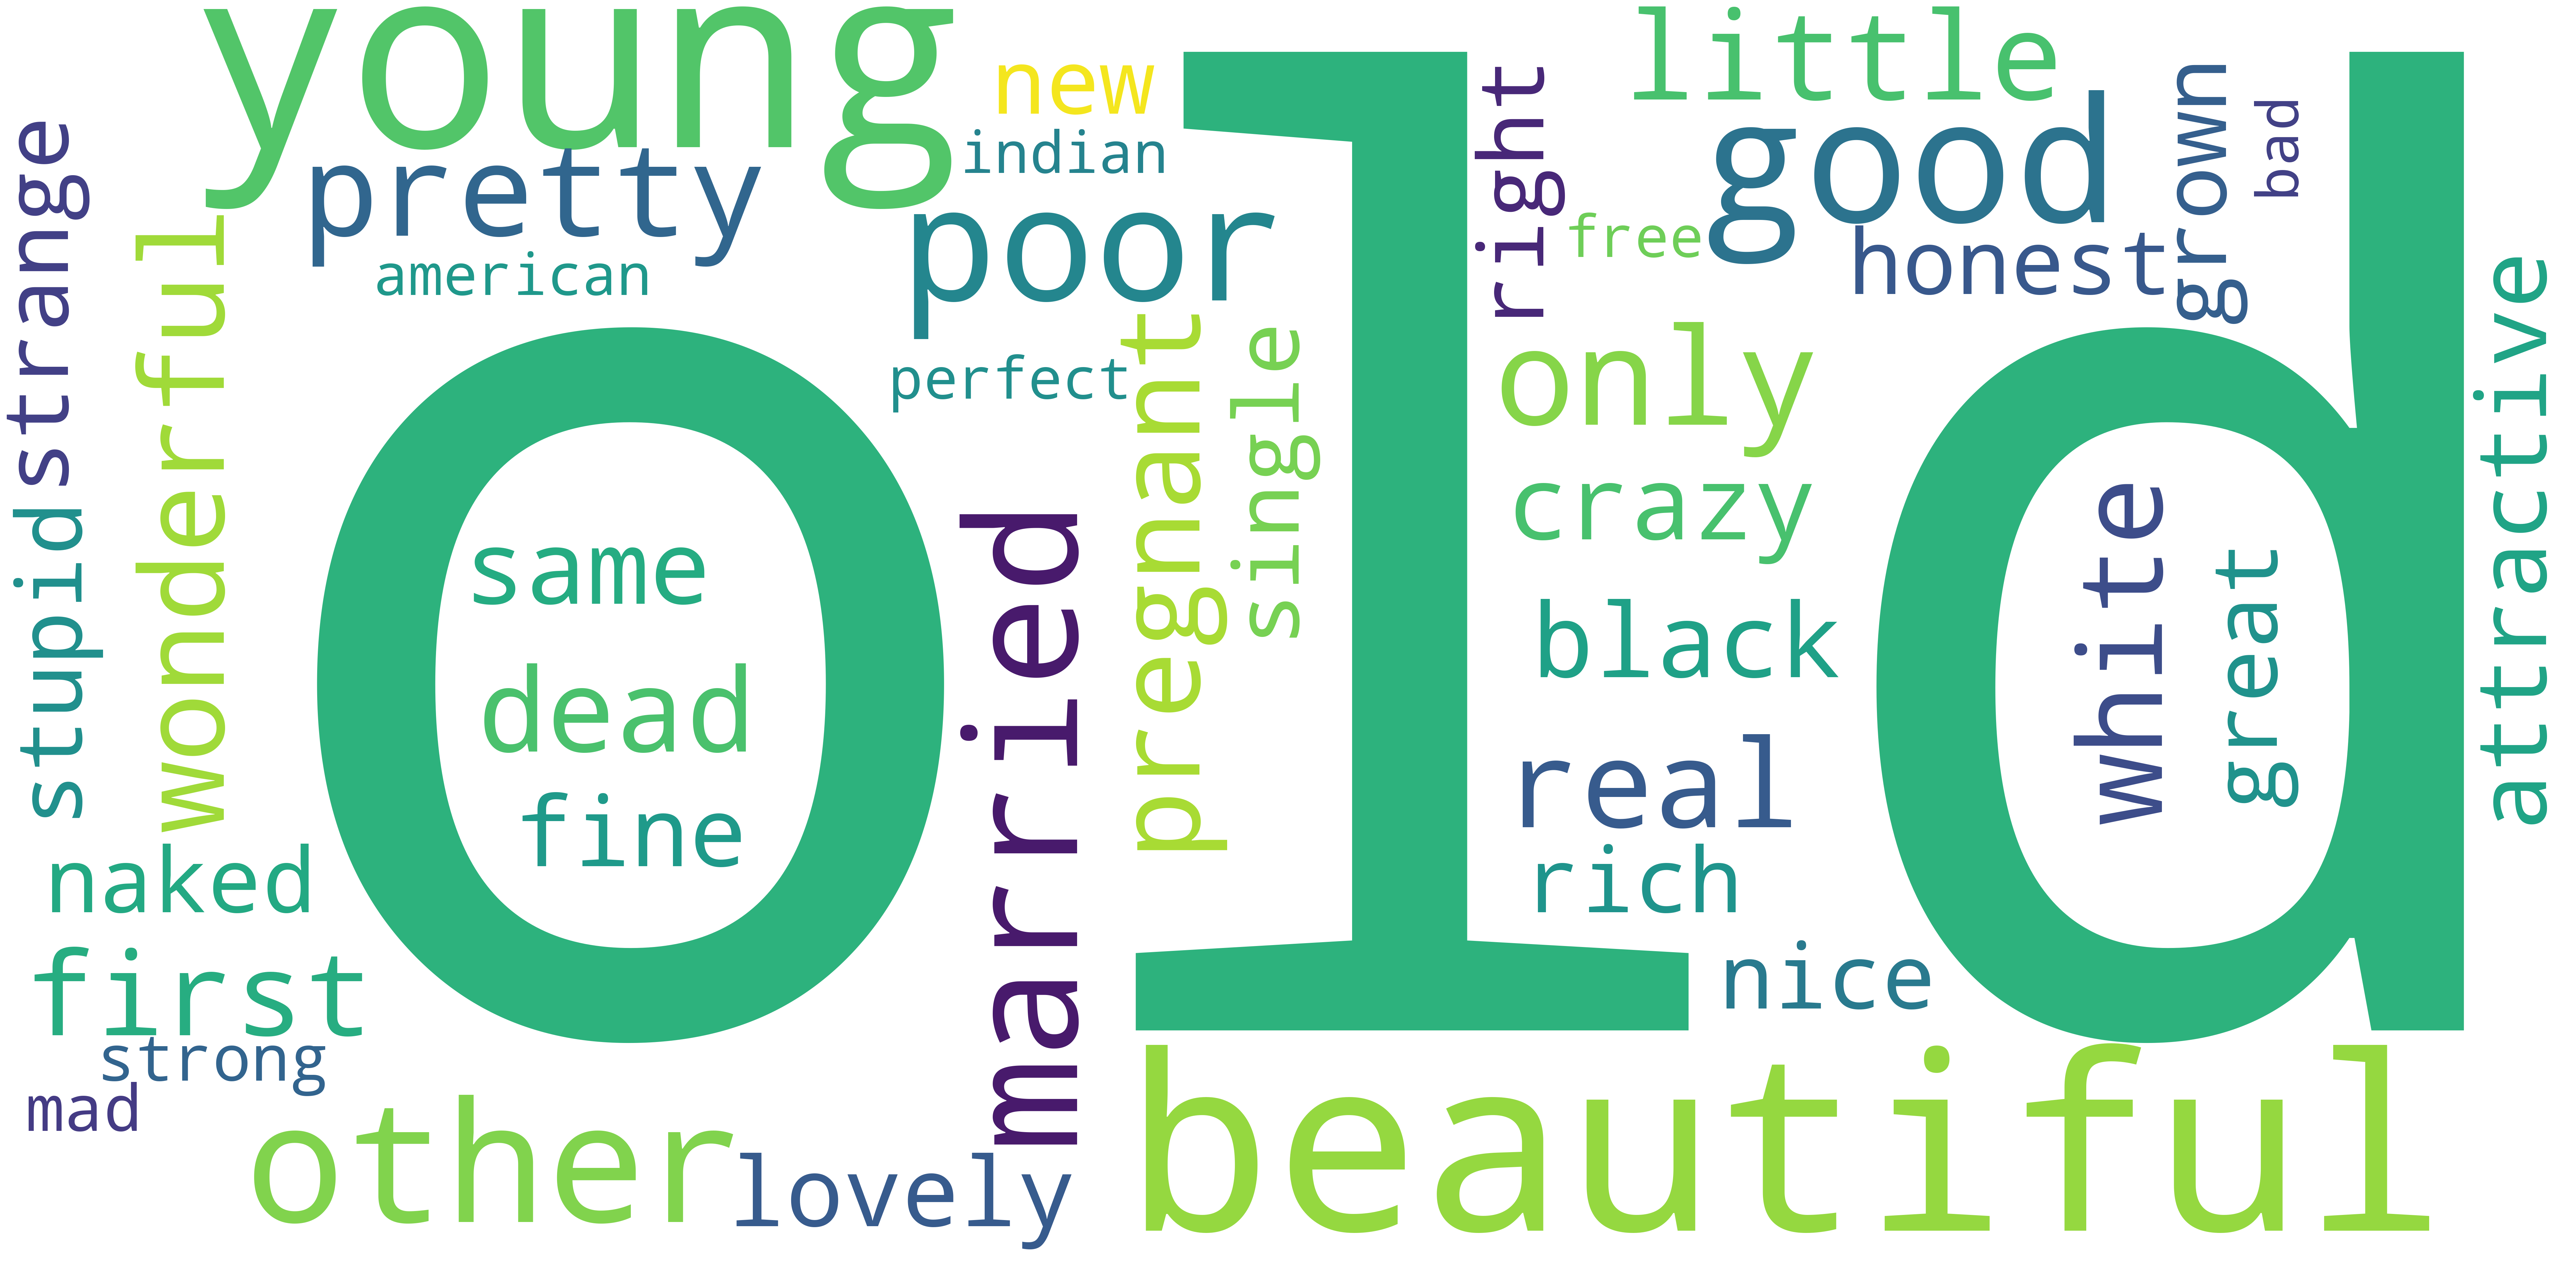 young
new
little
right
good
grown
bad
indian
strange
pretty
poor
free
honest
wonderful
american
old
perfect
pregnant
single
only
attractive
crazy
same
married
stupid
white
great
black
dead
real
fine
naked
rich
first
nice
strong
mad
beautiful
other
lovely